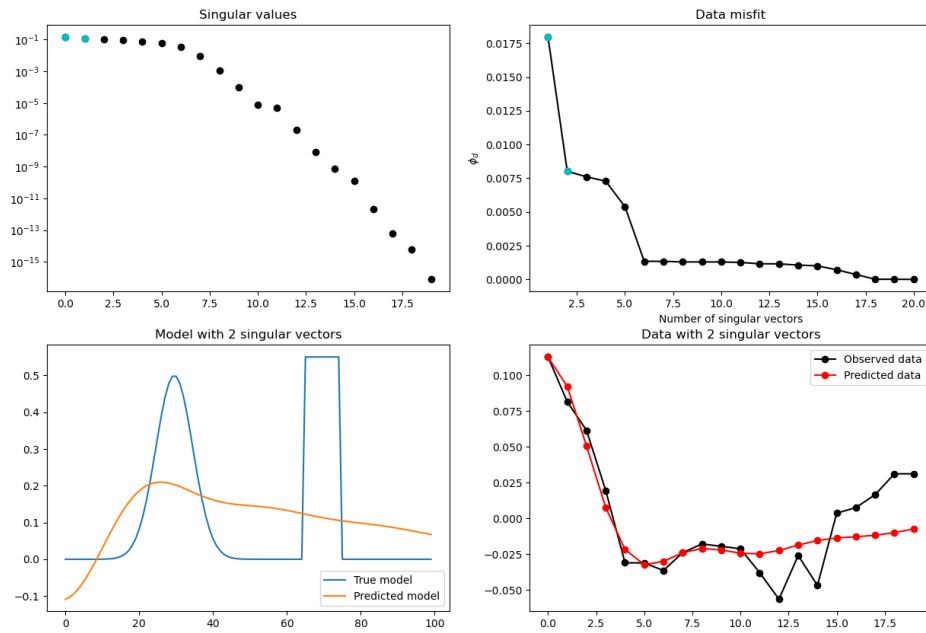 Singular values
10⁻¹
10⁻³
10⁻⁵
10⁻⁷
10⁻⁹
10⁻¹¹
10⁻¹³
10⁻¹⁵
0.0 2.5 5.0 7.5 10.0 12.5 15.0 17.5
Data misfit
ϕ_d
0.0175
0.0150
0.0125
0.0100
0.0075
0.0050
0.0025
0.0000
2.5 5.0 7.5 10.0 12.5 15.0 17.5 20.0
Number of singular vectors
Model with 2 singular vectors
0.5
0.4
0.3
0.2
0.1
0.0
−0.1
0 20 40 60 80 100
True model
Predicted model
Data with 2 singular vectors
0.100
0.075
0.050
0.025
0.000
−0.025
−0.050
0.0 2.5 5.0 7.5 10.0 12.5 15.0 17.5
Observed data
Predicted data